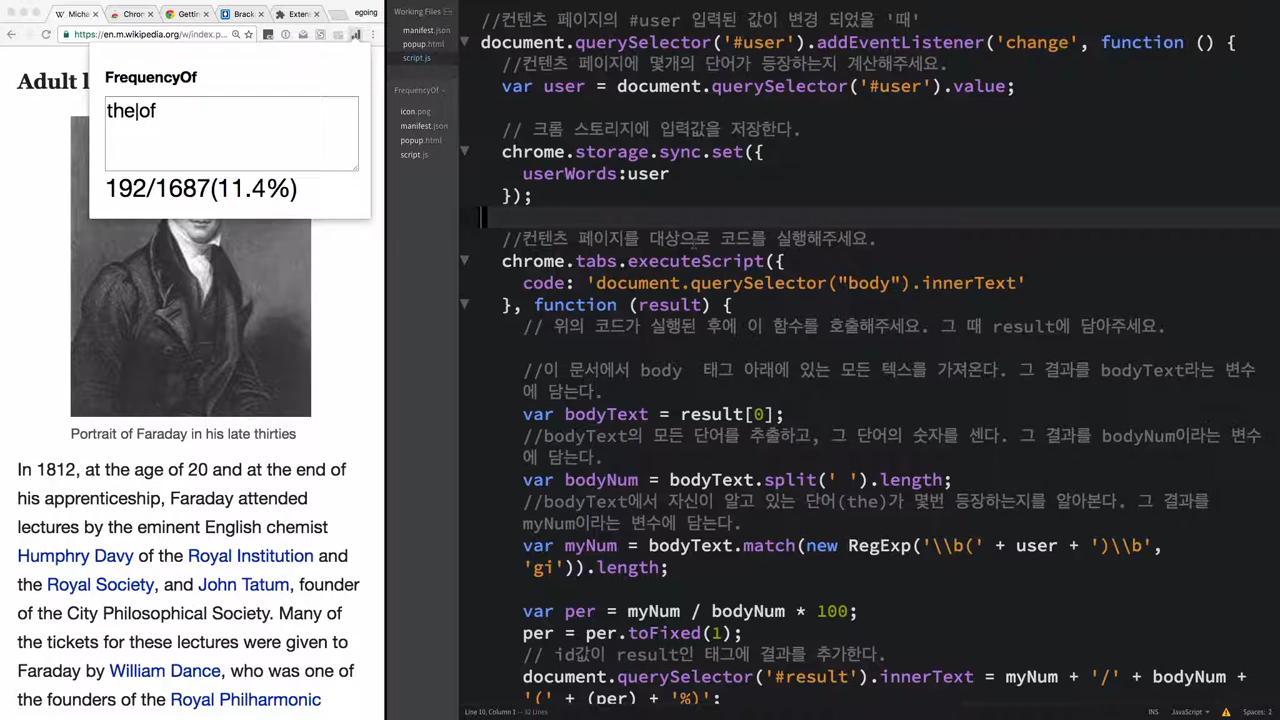 Micha
Chrom
Getti
Brack
Exten
egoing
https://en.m.wikipedia.org/w/index.p
Adult l
FrequencyOf
the|of
192/1687(11.4%)
Portrait of Faraday in his late thirties
In 1812, at the age of 20 and at the end of
his apprenticeship, Faraday attended
lectures by the eminent English chemist
Humphry Davy of the Royal Institution and
the Royal Society, and John Tatum, founder
of the City Philosophical Society. Many of
the tickets for these lectures were given to
Faraday by William Dance, who was one of
the founders of the Royal Philharmonic
Working Files
manifest.json
popup.html
script.js
FrequencyOf
icon.png
manifest.json
popup.html
script.js
//컨텐츠 페이지의 #user 입력된 값이 변경 되었을 '때'
document.querySelector('#user').addEventListener('change', function () {
//컨텐츠 페이지에 몇개의 단어가 등장하는지 계산해주세요.
var user = document.querySelector('#user').value;
// 크롬 스토리지에 입력값을 저장한다.
chrome.storage.sync.set({
userWords:user
});
//컨텐츠 페이지를 대상으로 코드를 실행해주세요.
chrome.tabs.executeScript({
code: 'document.querySelector("body").innerText'
}, function (result) {
// 위의 코드가 실행된 후에 이 함수를 호출해주세요. 그 때 result에 담아주세요.
//이 문서에서 body  태그 아래에 있는 모든 텍스를 가져온다. 그 결과를 bodyText라는 변수
에 담는다.
var bodyText = result[0];
//bodyText의 모든 단어를 추출하고, 그 단어의 숫자를 센다. 그 결과를 bodyNum이라는 변수
에 담는다.
var bodyNum = bodyText.split(' ').length;
//bodyText에서 자신이 알고 있는 단어(the)가 몇번 등장하는지를 알아본다. 그 결과를
myNum이라는 변수에 담는다.
var myNum = bodyText.match(new RegExp('\\b(' + user + ')\\b',
'gi')).length;
var per = myNum / bodyNum * 100;
per = per.toFixed(1);
// id값이 result인 태그에 결과를 추가한다.
document.querySelector('#result').innerText = myNum + '/' + bodyNum +
'(' + (per) + '%)';
Line 10, Column 1 — 32 Lines
INS
JavaScript
Spaces: 2